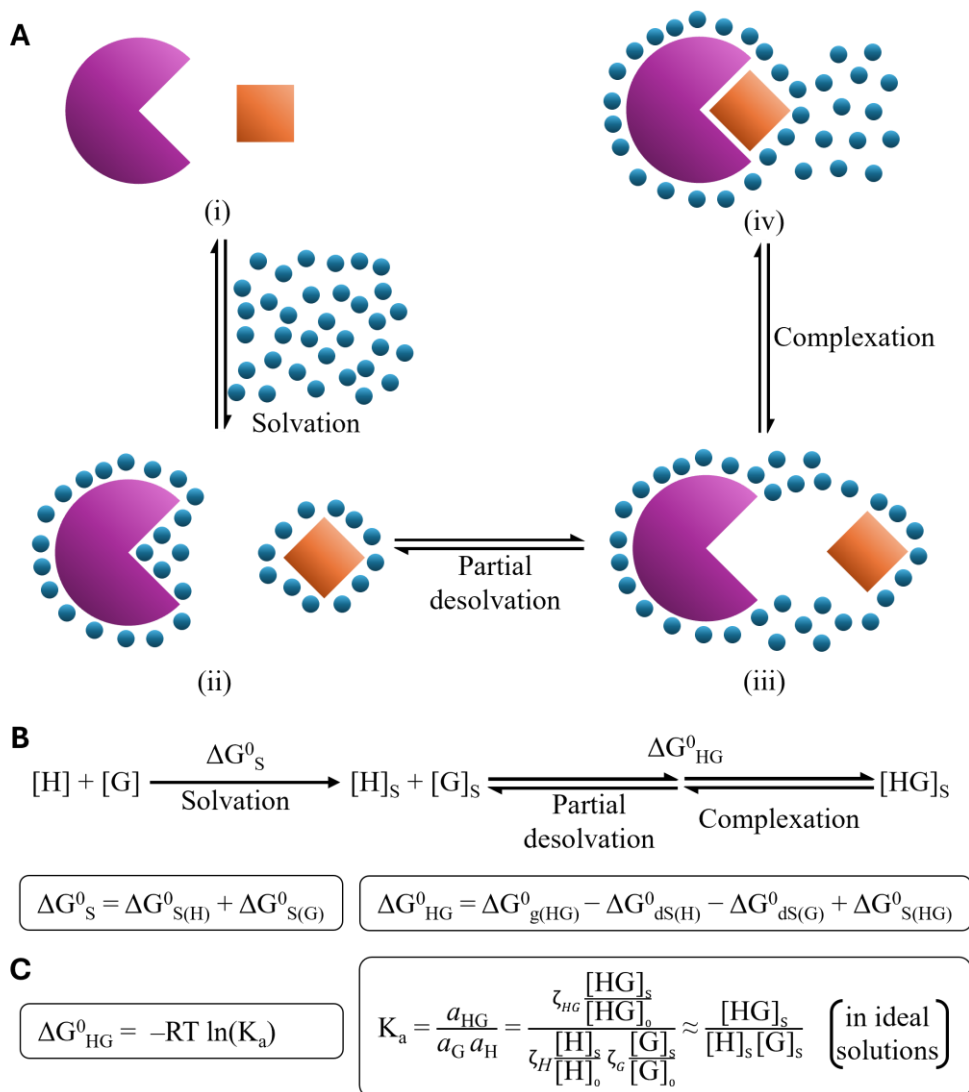 A
(i)
(iv)
Solvation
Complexation
Partial
desolvation
(ii)
(iii)
B
[H] + [G]
ΔG⁰S
Solvation
[H]S + [G]S
ΔG⁰HG
Partial
desolvation
Complexation
[HG]S
ΔG⁰S = ΔG⁰S(H) + ΔG⁰S(G)
ΔG⁰HG = ΔG⁰g(HG) − ΔG⁰dS(H) − ΔG⁰dS(G) + ΔG⁰S(HG)
C
ΔG⁰HG = –RT ln(Ka)
Ka = aHG / aG aH = ζHG [HG]s/[HG]₀ / ζH [H]s/[H]₀ ζG [G]s/[G]₀ ≈ [HG]s / [H]s [G]s
(in ideal
solutions)